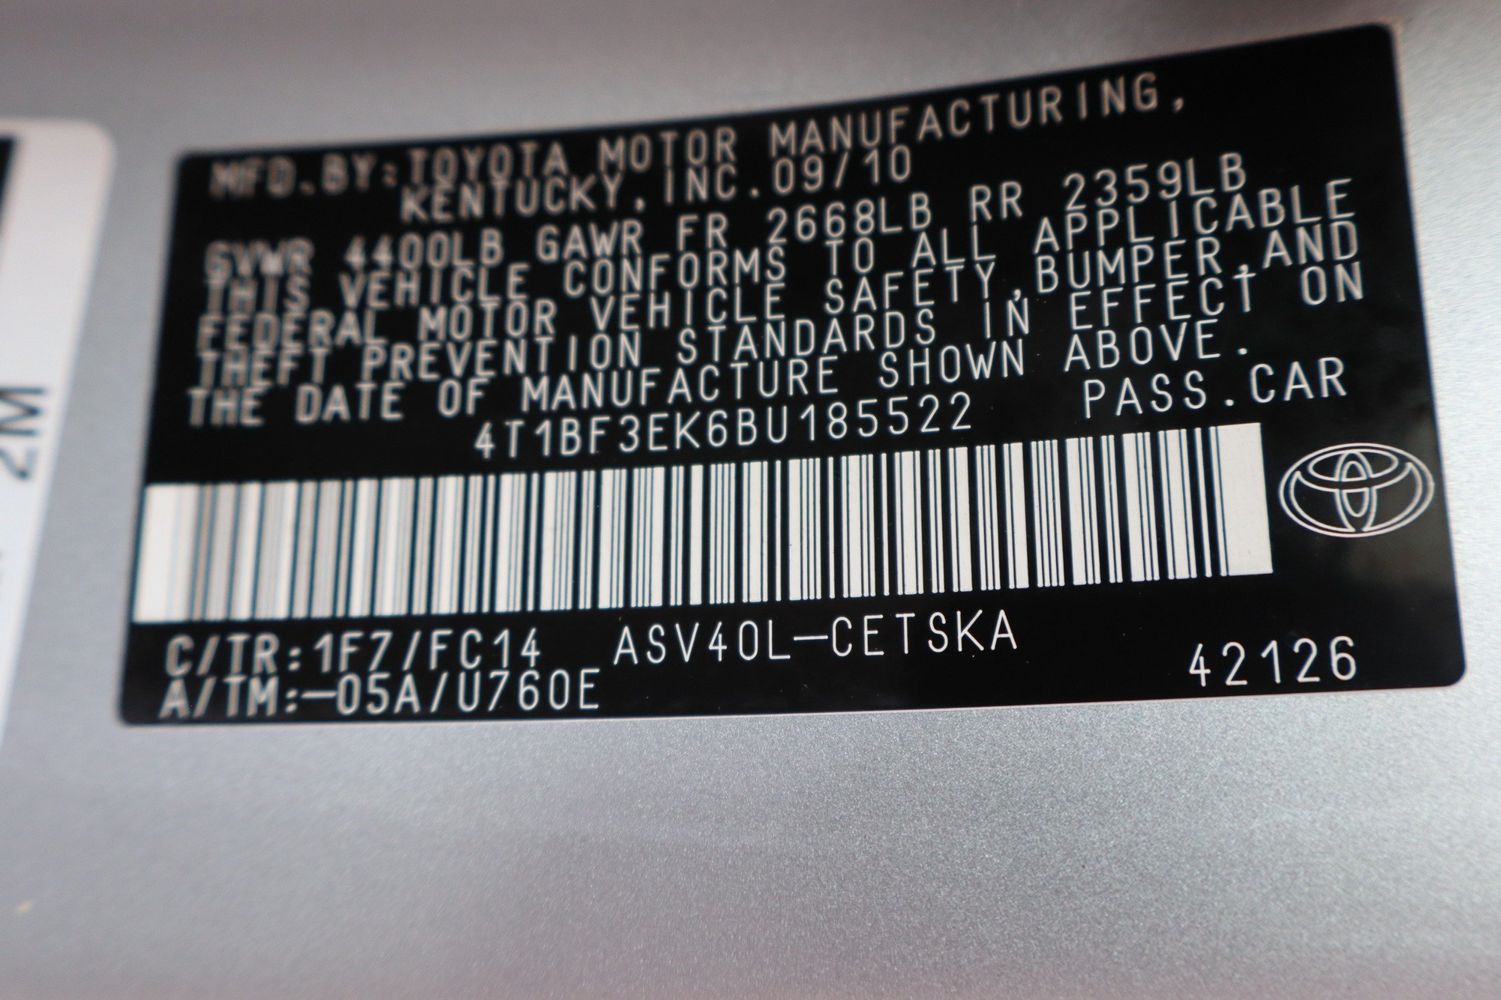 MFD.BY:TOYOTA MOTOR MANUFACTURING,
KENTUCKY,INC.09/10
GVWR 4400LB GAWR FR 2668LB RR 2359LB
THIS VEHICLE CONFORMS TO ALL APPLICABLE
FEDERAL MOTOR VEHICLE SAFETY,BUMPER,AND
THEFT PREVENTION STANDARDS IN EFFECT ON
THE DATE OF MANUFACTURE SHOWN ABOVE.
4T1BF3EK6BU185522 PASS.CAR
C/TR:1F7/FC14 ASV40L-CETSKA
A/TM:-05A/U760E 42126
2M